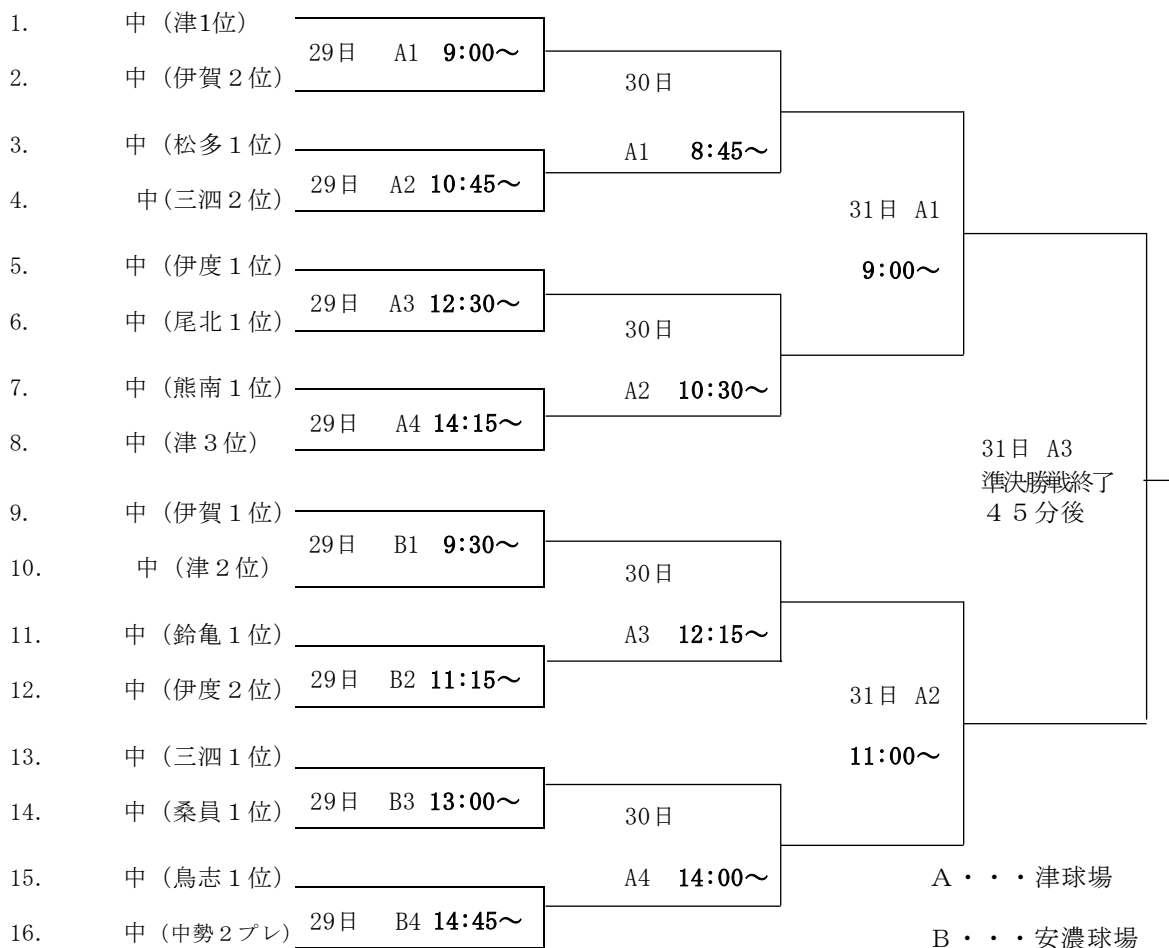 1. 中（津1位）
29日 A1 9:00～
2. 中（伊賀２位）
30日
A1 8:45～
3. 中（松多１位）
29日 A2 10:45～
4. 中(三泗２位）
31日 A1
9:00～
5. 中（伊度１位）
29日 A3 12:30～
6. 中（尾北１位）
30日
A2 10:30～
7. 中（熊南１位）
29日 A4 14:15～
8. 中（津３位）
31日 A3
準決勝戦終了
４５分後
9. 中（伊賀１位）
29日 B1 9:30～
10. 中（津２位）
30日
A3 12:15～
11. 中（鈴亀１位）
29日 B2 11:15～
12. 中（伊度２位）
31日 A2
11:00～
13. 中（三泗１位）
29日 B3 13:00～
14. 中（桑員１位）
30日
A4 14:00～
15. 中（鳥志１位）
29日 B4 14:45～
16. 中（中勢２プレ）
Ａ・・・津球場
Ｂ・・・安濃球場